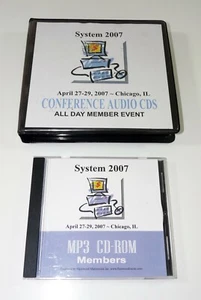 System 2007
April 27-29, 2007 ~ Chicago, IL
CONFERENCE AUDIO CDS
ALL DAY MEMBER EVENT
System 2007
April 27-29, 2007 ~ Chicago, IL
MP3 CD-ROM
Members